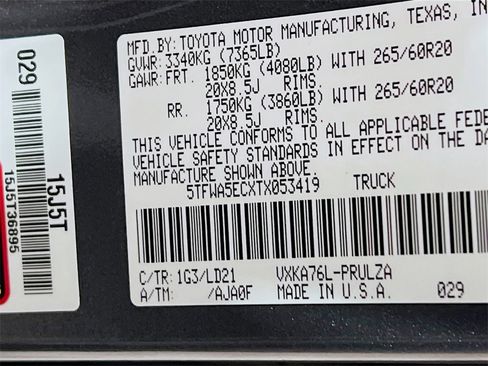 MFD.BY:TOYOTA MOTOR MANUFACTURING, TEXAS, IN
GVWR: 3340KG (7365LB)
GAWR: FRT. 1850KG (4080LB) WITH 265/60R20
20X8.5J RIMS.
RR. 1750KG (3860LB) WITH 265/60R20
20X8.5J RIMS.
THIS VEHICLE CONFORMS TO ALL APPLICABLE FEDE
VEHICLE SAFETY STANDARDS IN EFFECT ON THE DA
MANUFACTURE SHOWN ABOVE.
5TFWA5ECXTX053419 TRUCK
C/TR: 1G3/LD21 VXKA76L-PRULZA
A/TM: /AJA0F MADE IN U.S.A. 029
029
15J5T
15J5T36895